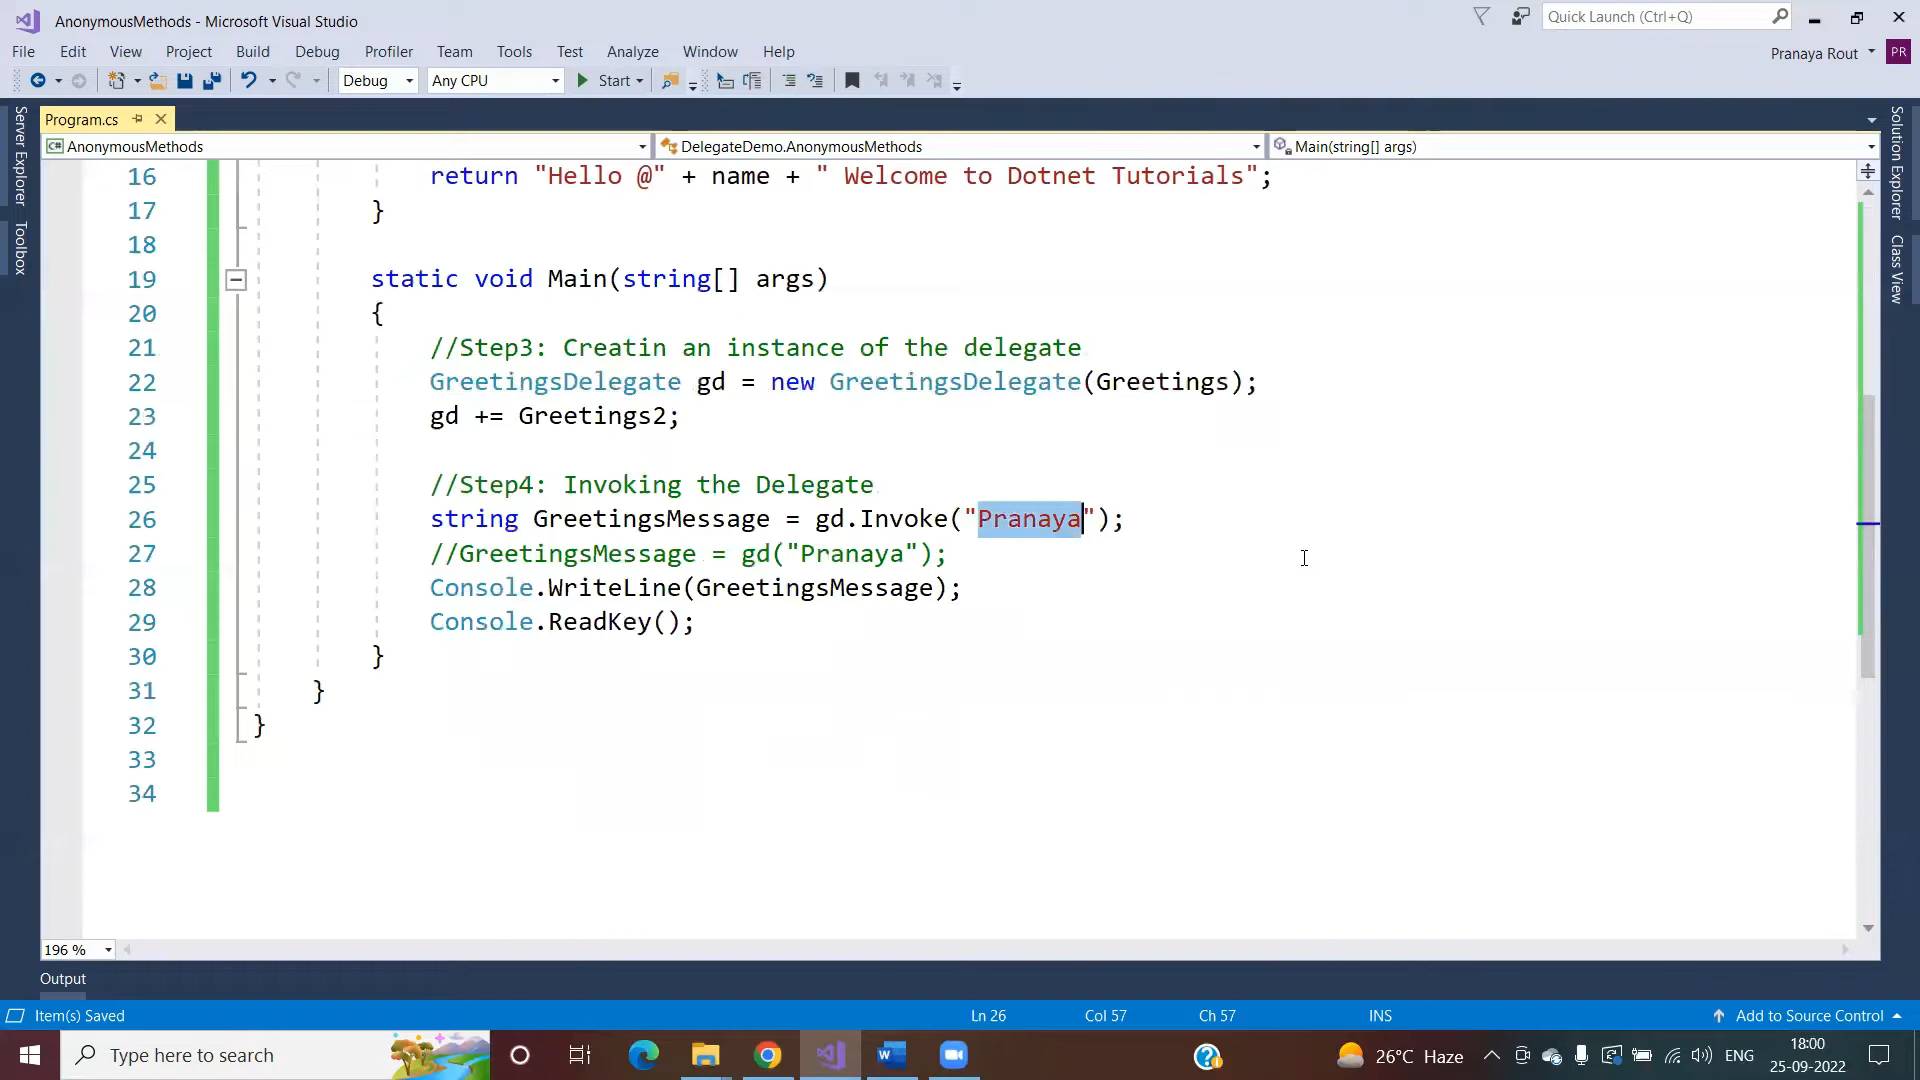 AnonymousMethods - Microsoft Visual Studio
Quick Launch (Ctrl+Q)
File Edit View Project Build Debug Profiler Team Tools Test Analyze Window Help
Pranaya Rout PR
Debug Any CPU Start
Server Explorer
Toolbox
Solution Explorer
Class View
Program.cs
C# AnonymousMethods DelegateDemo.AnonymousMethods Main(string[] args)
16 return "Hello @" + name + " Welcome to Dotnet Tutorials";
17 }
18
19 static void Main(string[] args)
20 {
21 //Step3: Creatin an instance of the delegate
22 GreetingsDelegate gd = new GreetingsDelegate(Greetings);
23 gd += Greetings2;
24
25 //Step4: Invoking the Delegate
26 string GreetingsMessage = gd.Invoke("Pranaya");
27 //GreetingsMessage = gd("Pranaya");
28 Console.WriteLine(GreetingsMessage);
29 Console.ReadKey();
30 }
31 }
32 }
33
34
196 %
Output
Item(s) Saved Ln 26 Col 57 Ch 57 INS Add to Source Control
Type here to search 26°C Haze ENG 18:00
25-09-2022